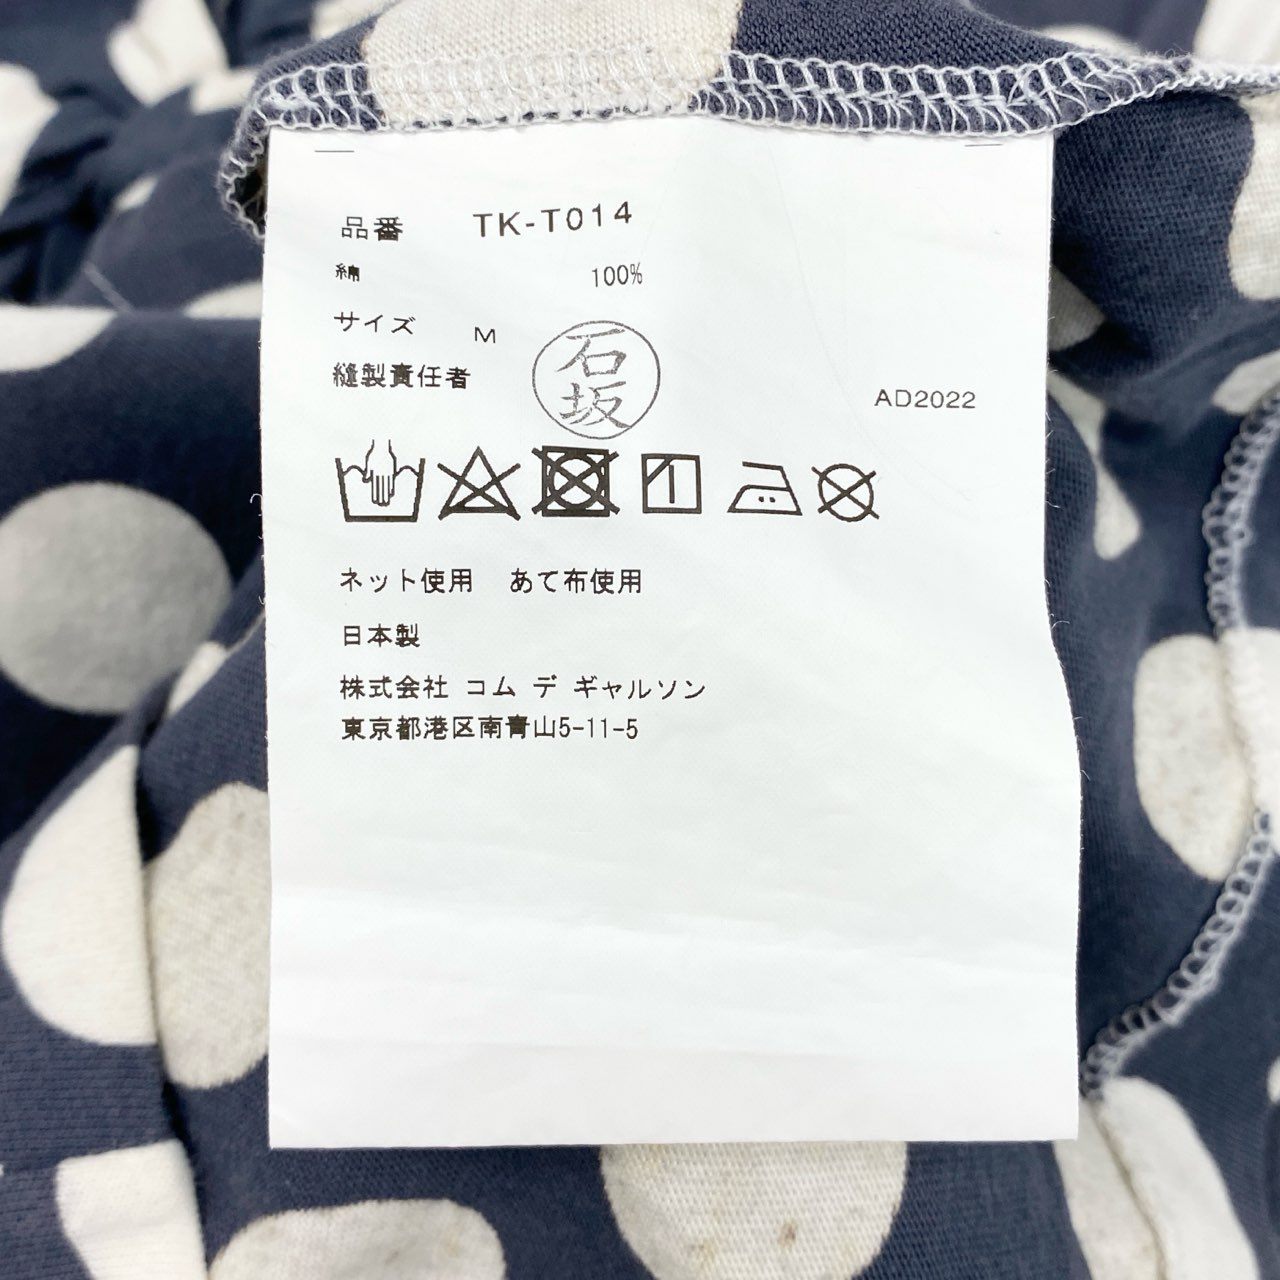 品番 TK-T014
綿 100%
サイズ M
縫製責任者 石坂
AD2022
ネット使用 あて布使用
日本製
株式会社 コム デ ギャルソン
東京都港区南青山5-11-5